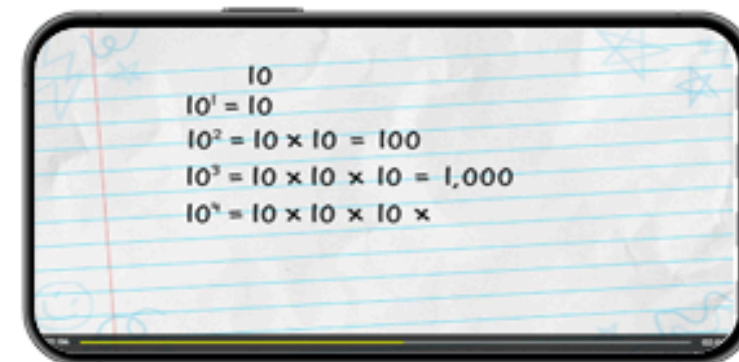 10
10¹ = 10
10² = 10 × 10 = 100
10³ = 10 × 10 × 10 = 1,000
10⁴ = 10 × 10 × 10 ×